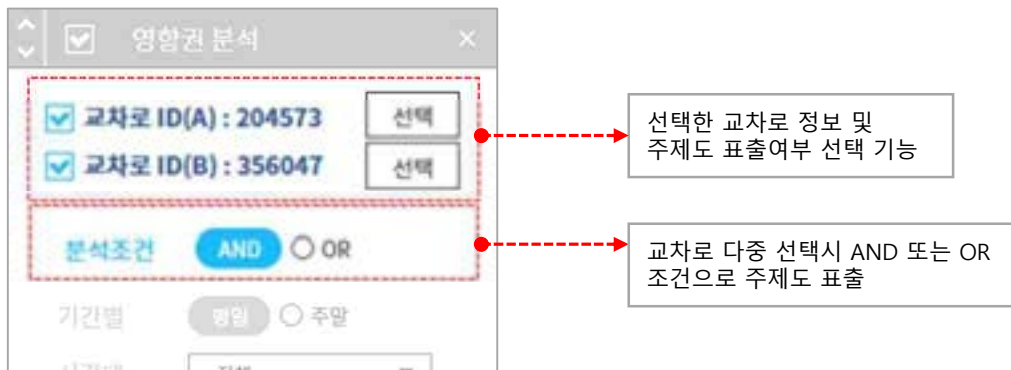 영향권 분석
교차로 ID(A) : 204573 선택
교차로 ID(B) : 356047 선택
분석조건 AND OR
기간별 평일 주말
선택한 교차로 정보 및
주제도 표출여부 선택 기능
교차로 다중 선택시 AND 또는 OR
조건으로 주제도 표출